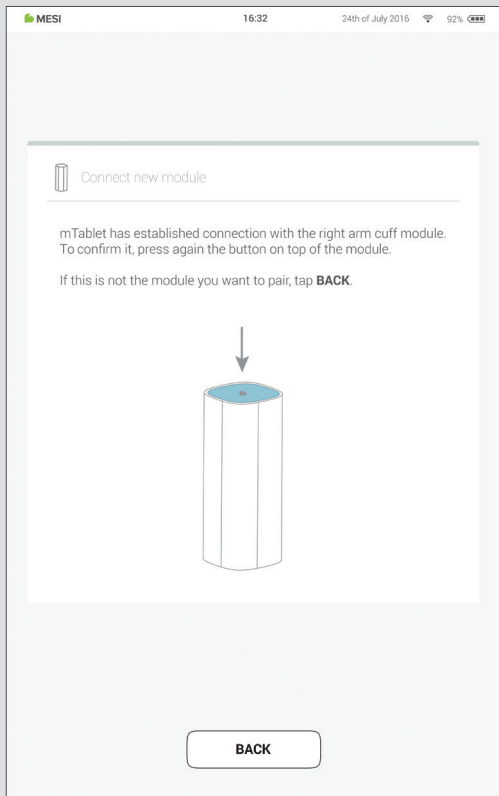 MESI
16:32
24th of July 2016
92%
Connect new module
mTablet has established connection with the right arm cuff module.
To confirm it, press again the button on top of the module.
If this is not the module you want to pair, tap BACK.
BACK